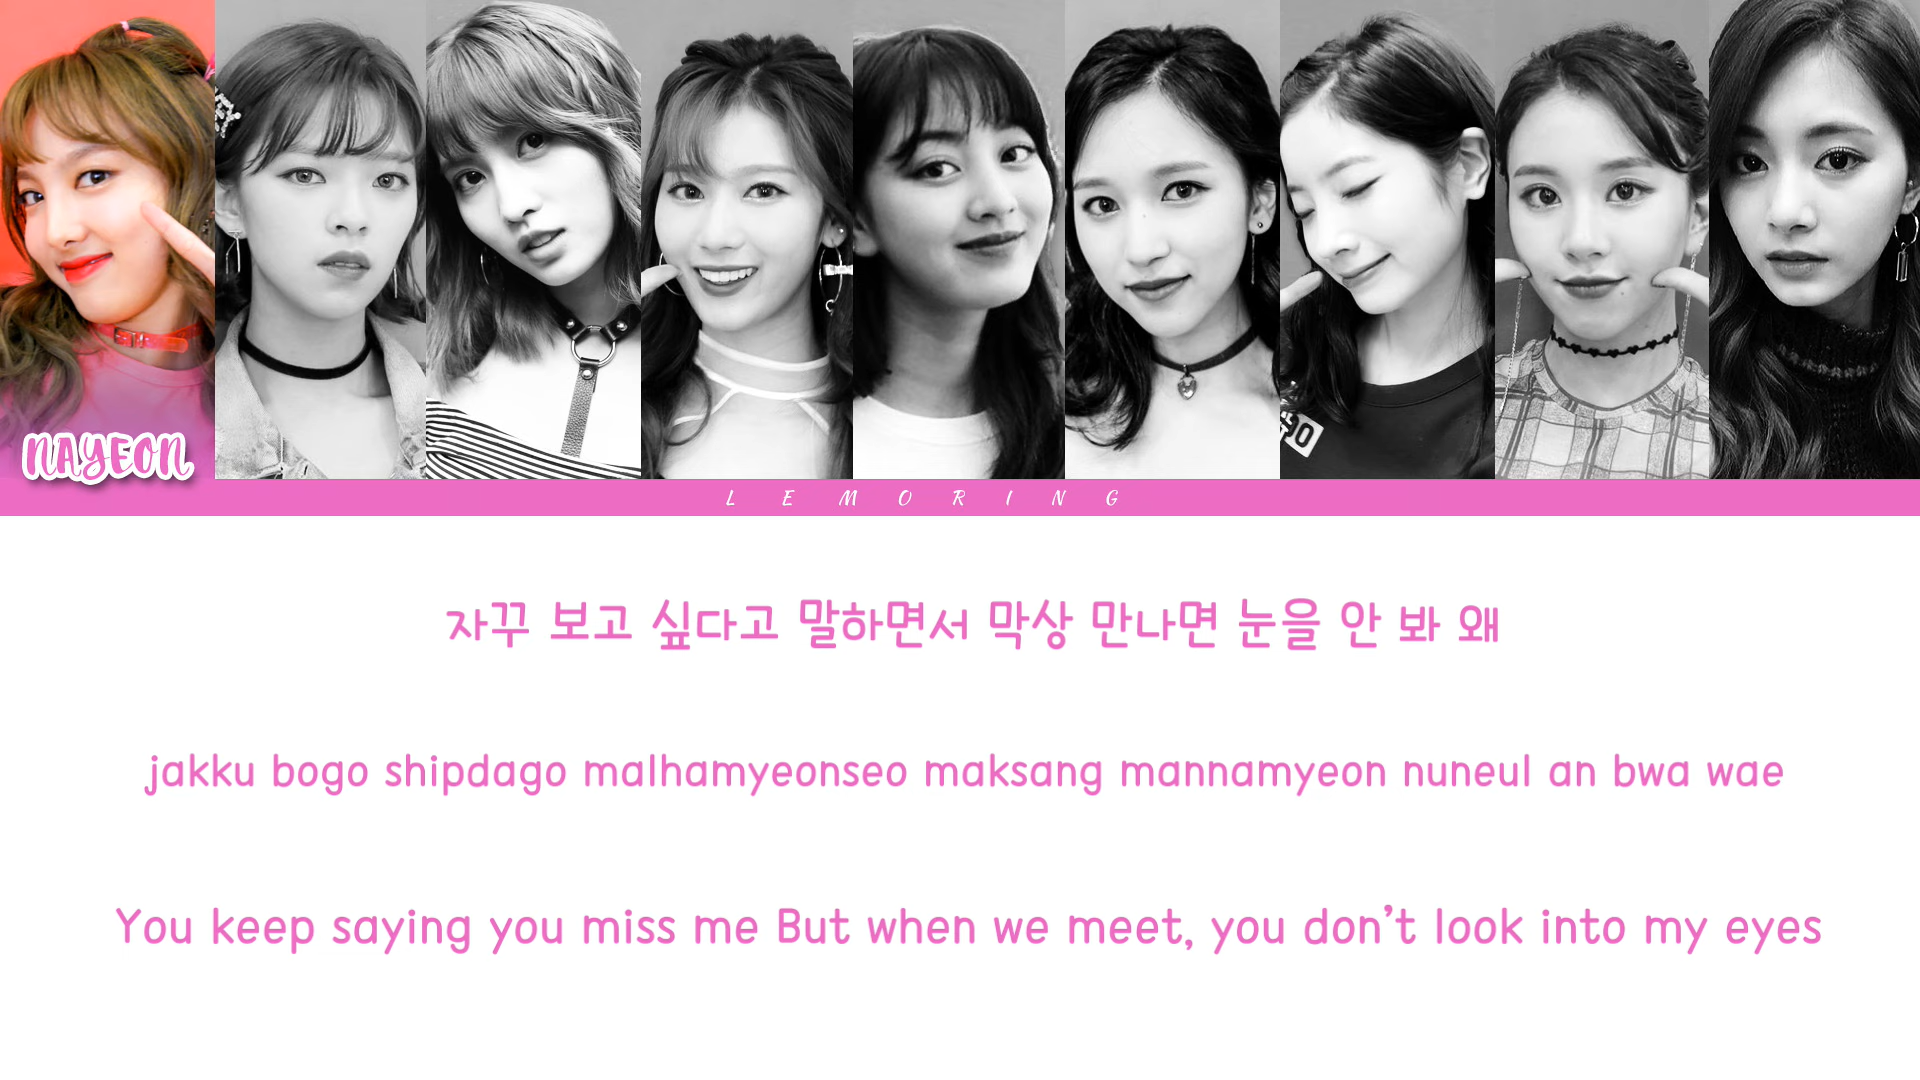 NAYEON
LEMORING
자꾸 보고 싶다고 말하면서 막상 만나면 눈을 안 봐 왜
jakku bogo shipdago malhamyeonseo maksang mannamyeon nuneul an bwa wae
You keep saying you miss me But when we meet, you don’t look into my eyes